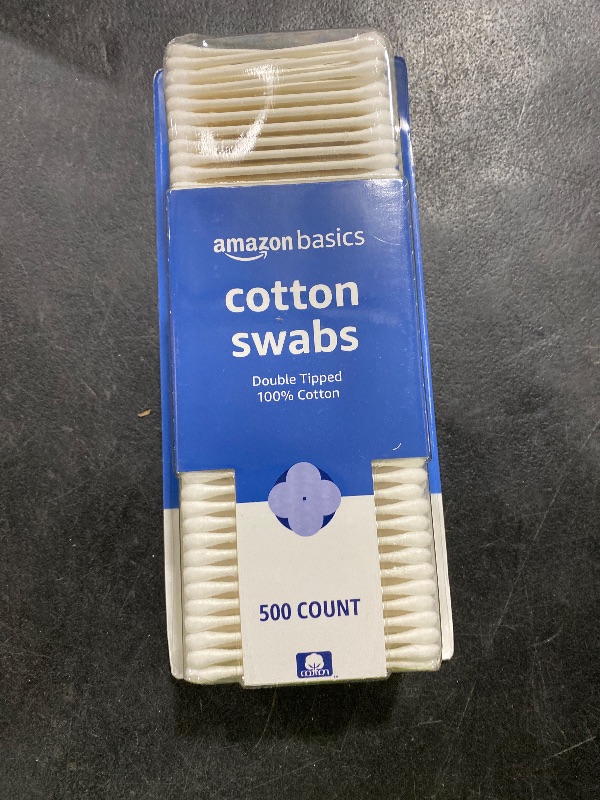 amazon basics
cotton
swabs
Double Tipped
100% Cotton
500 COUNT
COTTON